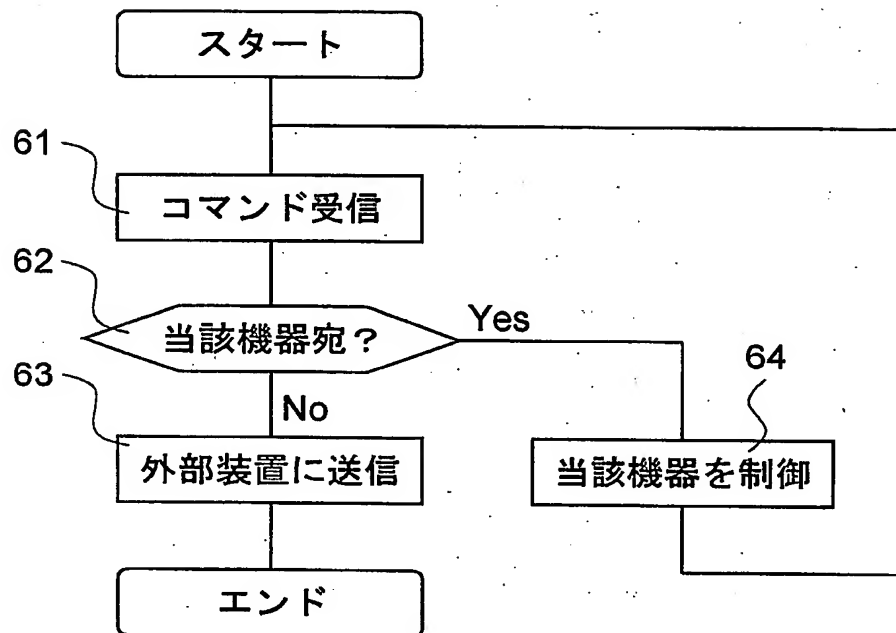 スタート
61
コマンド受信
62
当該機器宛?
Yes
63
64
No
外部装置に送信
当該機器を制御
エンド